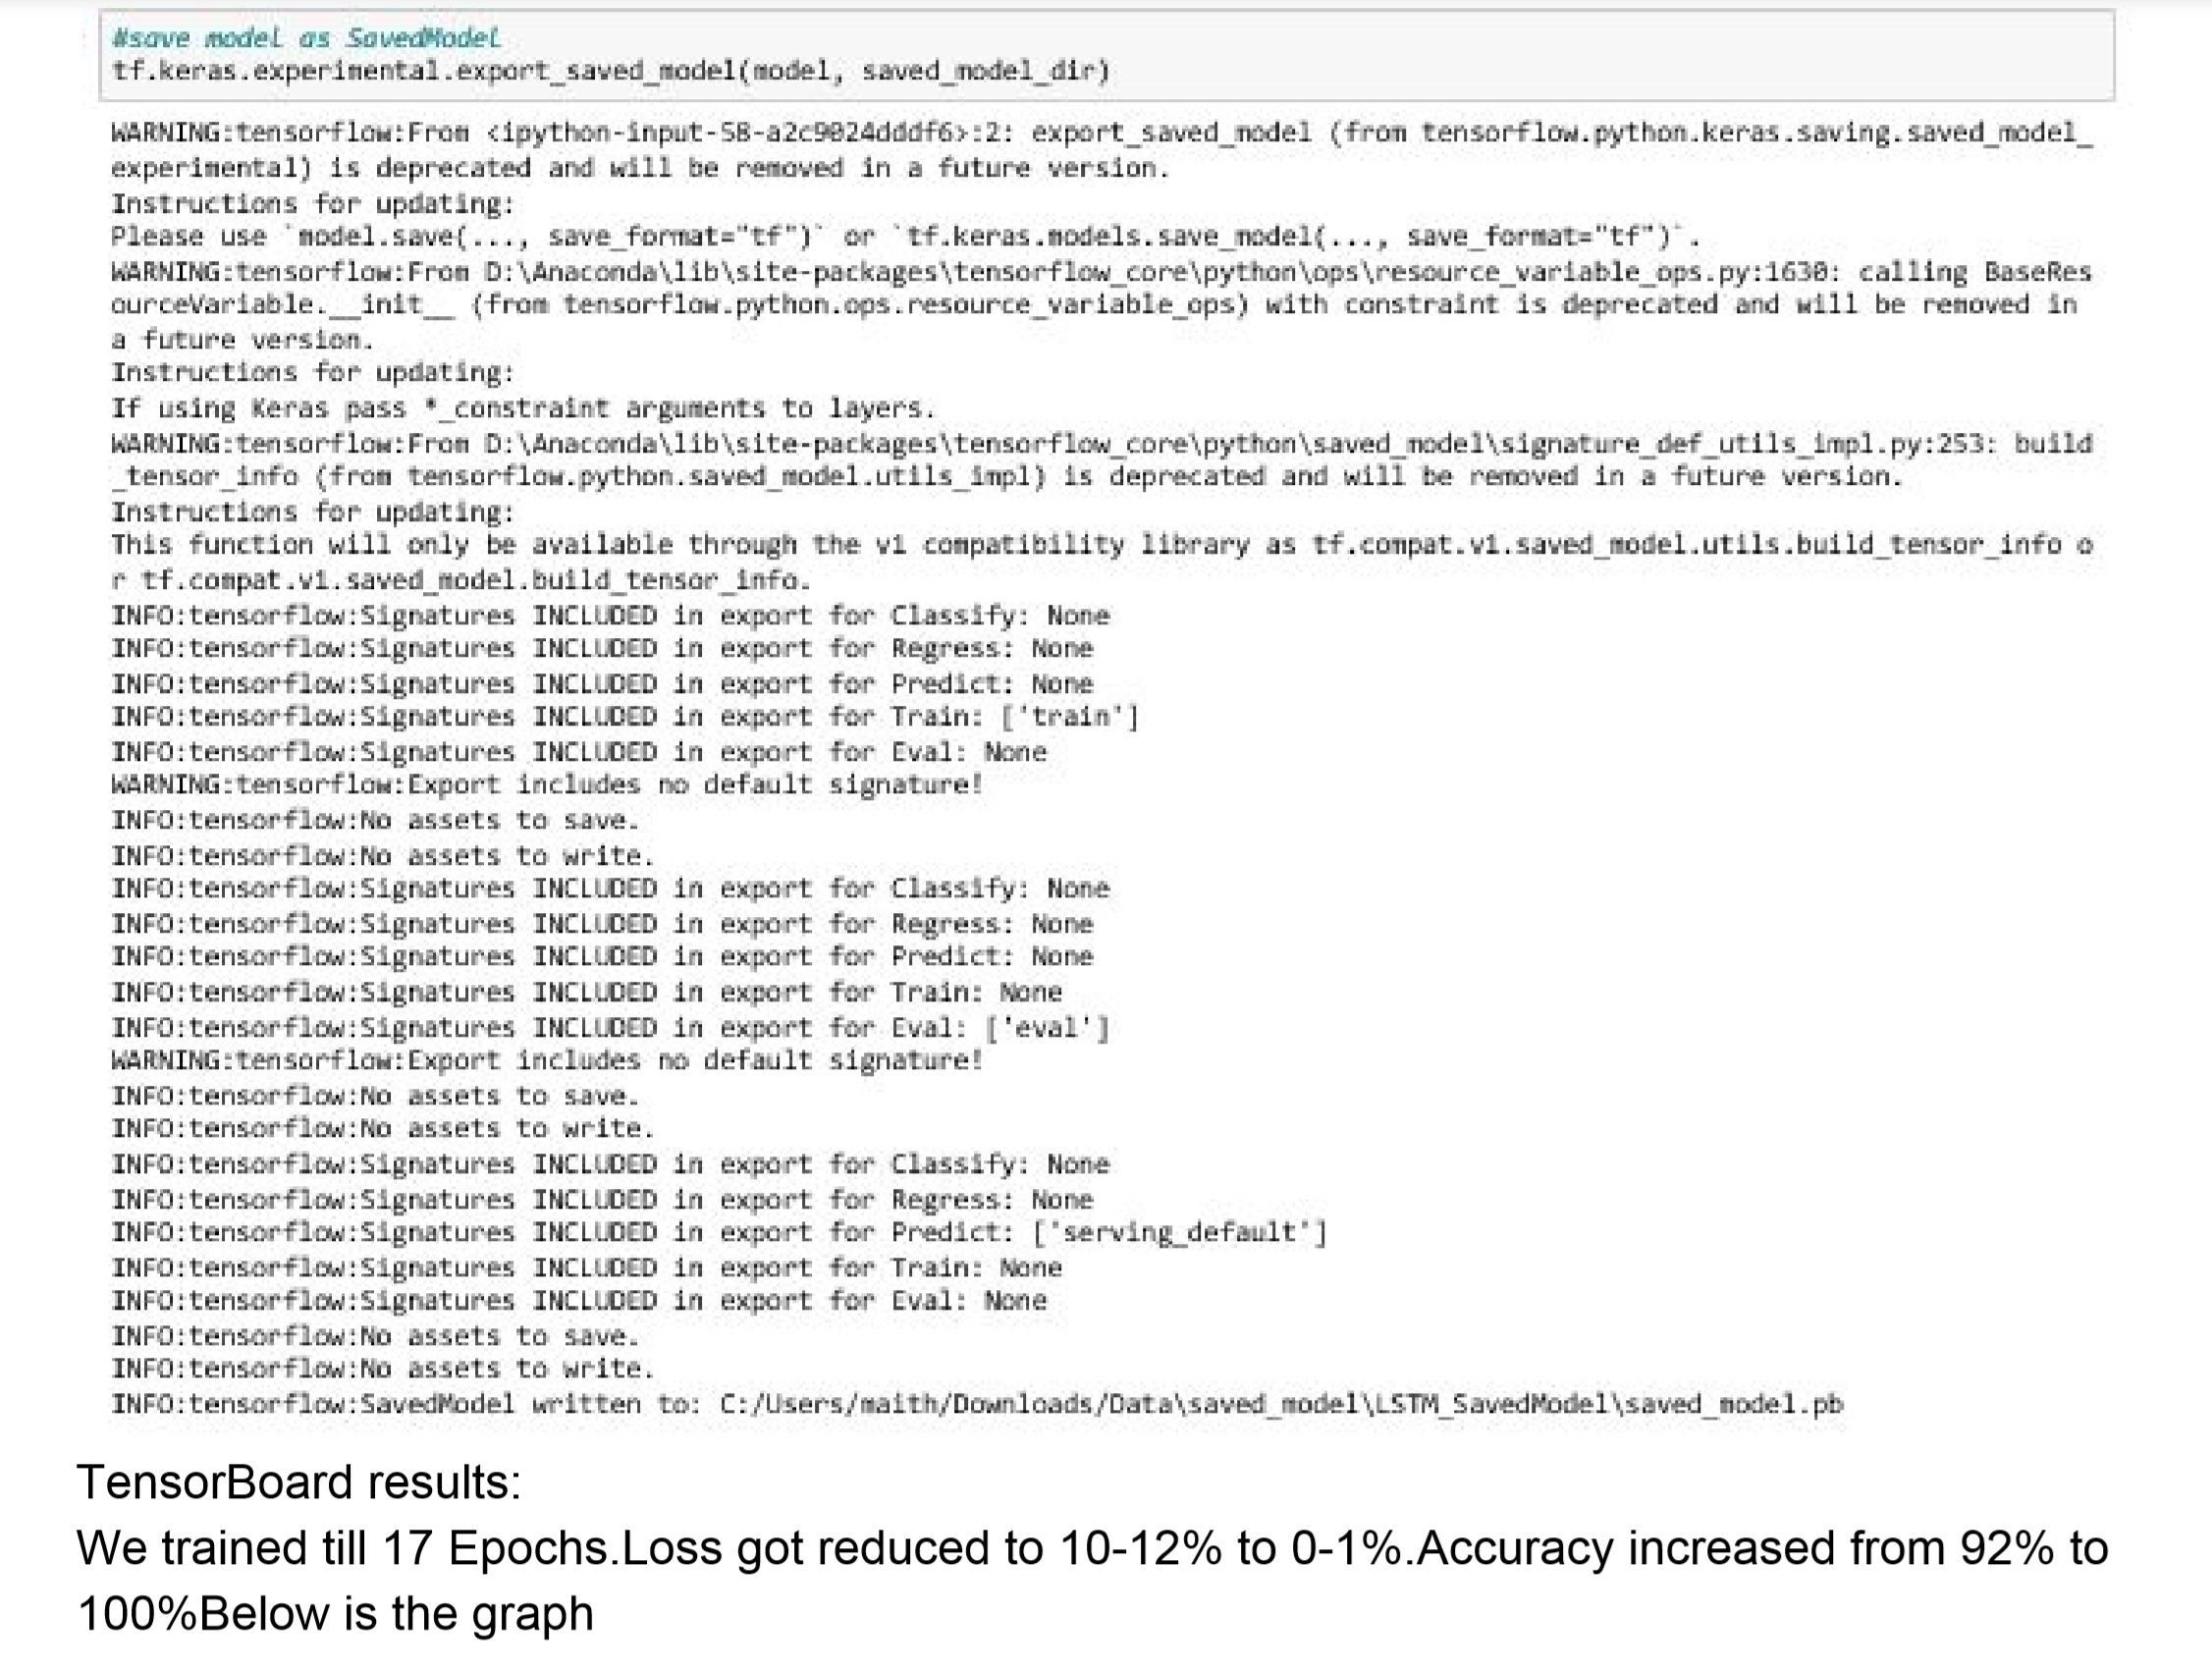 #save model as SavedModel
tf.keras.experimental.export_saved_model(model, saved_model_dir)
WARNING:tensorflow:From <ipython-input-58-a2c9024dddf6>:2: export_saved_model (from tensorflow.python.keras.saving.saved_model_
experimental) is deprecated and will be removed in a future version.
Instructions for updating:
Please use `model.save(..., save_format="tf")` or `tf.keras.models.save_model(..., save_format="tf")`.
WARNING:tensorflow:From D:\Anaconda\lib\site-packages\tensorflow_core\python\ops\resource_variable_ops.py:1630: calling BaseRes
ourceVariable.__init__ (from tensorflow.python.ops.resource_variable_ops) with constraint is deprecated and will be removed in
a future version.
Instructions for updating:
If using Keras pass *_constraint arguments to layers.
WARNING:tensorflow:From D:\Anaconda\lib\site-packages\tensorflow_core\python\saved_model\signature_def_utils_impl.py:253: build
_tensor_info (from tensorflow.python.saved_model.utils_impl) is deprecated and will be removed in a future version.
Instructions for updating:
This function will only be available through the v1 compatibility library as tf.compat.v1.saved_model.utils.build_tensor_info o
r tf.compat.v1.saved_model.build_tensor_info.
INFO:tensorflow:Signatures INCLUDED in export for Classify: None
INFO:tensorflow:Signatures INCLUDED in export for Regress: None
INFO:tensorflow:Signatures INCLUDED in export for Predict: None
INFO:tensorflow:Signatures INCLUDED in export for Train: ['train']
INFO:tensorflow:Signatures INCLUDED in export for Eval: None
WARNING:tensorflow:Export includes no default signature!
INFO:tensorflow:No assets to save.
INFO:tensorflow:No assets to write.
INFO:tensorflow:Signatures INCLUDED in export for Classify: None
INFO:tensorflow:Signatures INCLUDED in export for Regress: None
INFO:tensorflow:Signatures INCLUDED in export for Predict: None
INFO:tensorflow:Signatures INCLUDED in export for Train: None
INFO:tensorflow:Signatures INCLUDED in export for Eval: ['eval']
WARNING:tensorflow:Export includes no default signature!
INFO:tensorflow:No assets to save.
INFO:tensorflow:No assets to write.
INFO:tensorflow:Signatures INCLUDED in export for Classify: None
INFO:tensorflow:Signatures INCLUDED in export for Regress: None
INFO:tensorflow:Signatures INCLUDED in export for Predict: ['serving_default']
INFO:tensorflow:Signatures INCLUDED in export for Train: None
INFO:tensorflow:Signatures INCLUDED in export for Eval: None
INFO:tensorflow:No assets to save.
INFO:tensorflow:No assets to write.
INFO:tensorflow:SavedModel written to: C:/Users/maith/Downloads/Data\saved_model\LSTM_SavedModel\saved_model.pb
TensorBoard results:
We trained till 17 Epochs.Loss got reduced to 10-12% to 0-1%.Accuracy increased from 92% to
100%Below is the graph